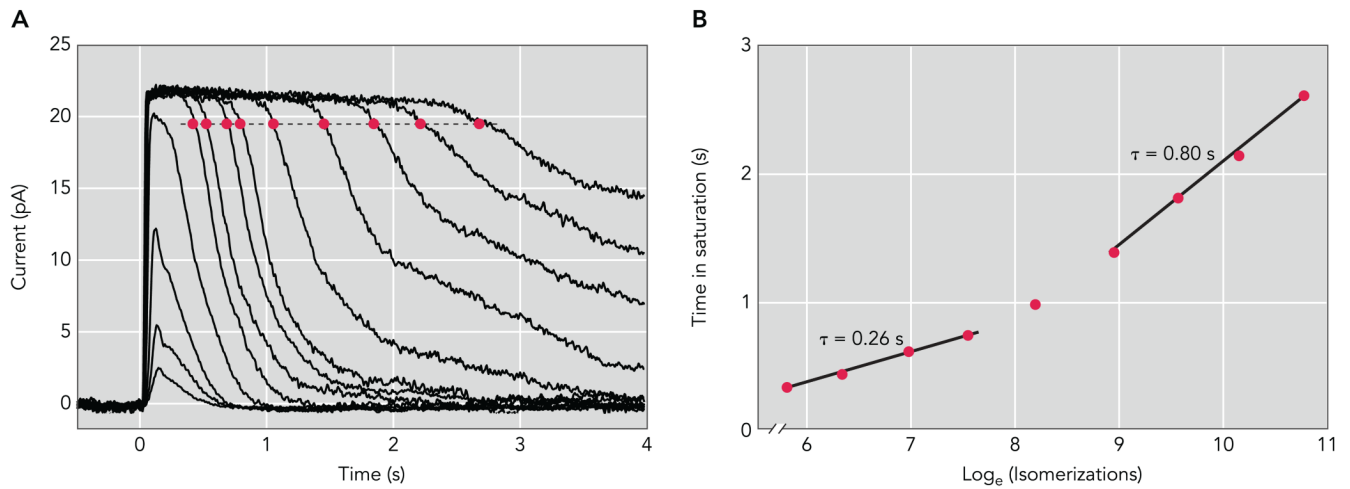 A
25
20
15
10
5
0
Current (pA)
0 1 2 3 4
Time (s)
B
3
2
1
0
Time in saturation (s)
τ = 0.80 s
τ = 0.26 s
6 7 8 9 10 11
Logₑ (Isomerizations)